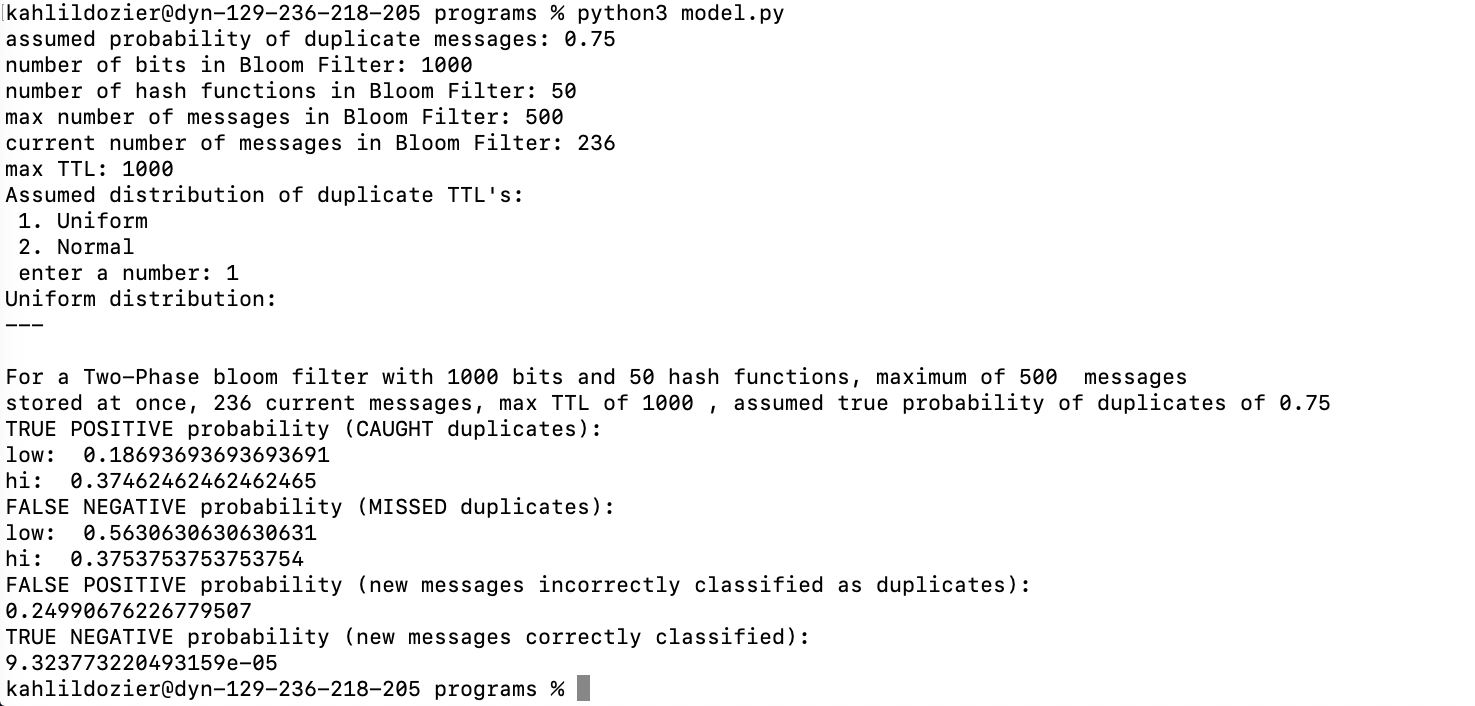 kahlildozier@dyn-129-236-218-205 programs % python3 model.py
assumed probability of duplicate messages: 0.75
number of bits in Bloom Filter: 1000
number of hash functions in Bloom Filter: 50
max number of messages in Bloom Filter: 500
current number of messages in Bloom Filter: 236
max TTL: 1000
Assumed distribution of duplicate TTL's:
 1. Uniform
 2. Normal
 enter a number: 1
Uniform distribution:
---
For a Two-Phase bloom filter with 1000 bits and 50 hash functions, maximum of 500  messages
stored at once, 236 current messages, max TTL of 1000 , assumed true probability of duplicates of 0.75
TRUE POSITIVE probability (CAUGHT duplicates):
low:  0.18693693693693691
hi:  0.37462462462462465
FALSE NEGATIVE probability (MISSED duplicates):
low:  0.5630630630630631
hi:  0.3753753753753754
FALSE POSITIVE probability (new messages incorrectly classified as duplicates):
0.24990676226779507
TRUE NEGATIVE probability (new messages correctly classified):
9.323773220493159e-05
kahlildozier@dyn-129-236-218-205 programs %